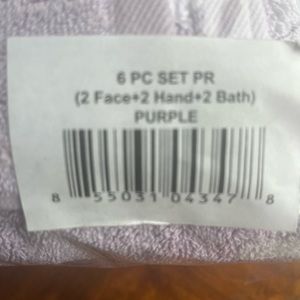 6 PC SET PR
(2 Face+2 Hand+2 Bath)
PURPLE
8 55031 04347 8